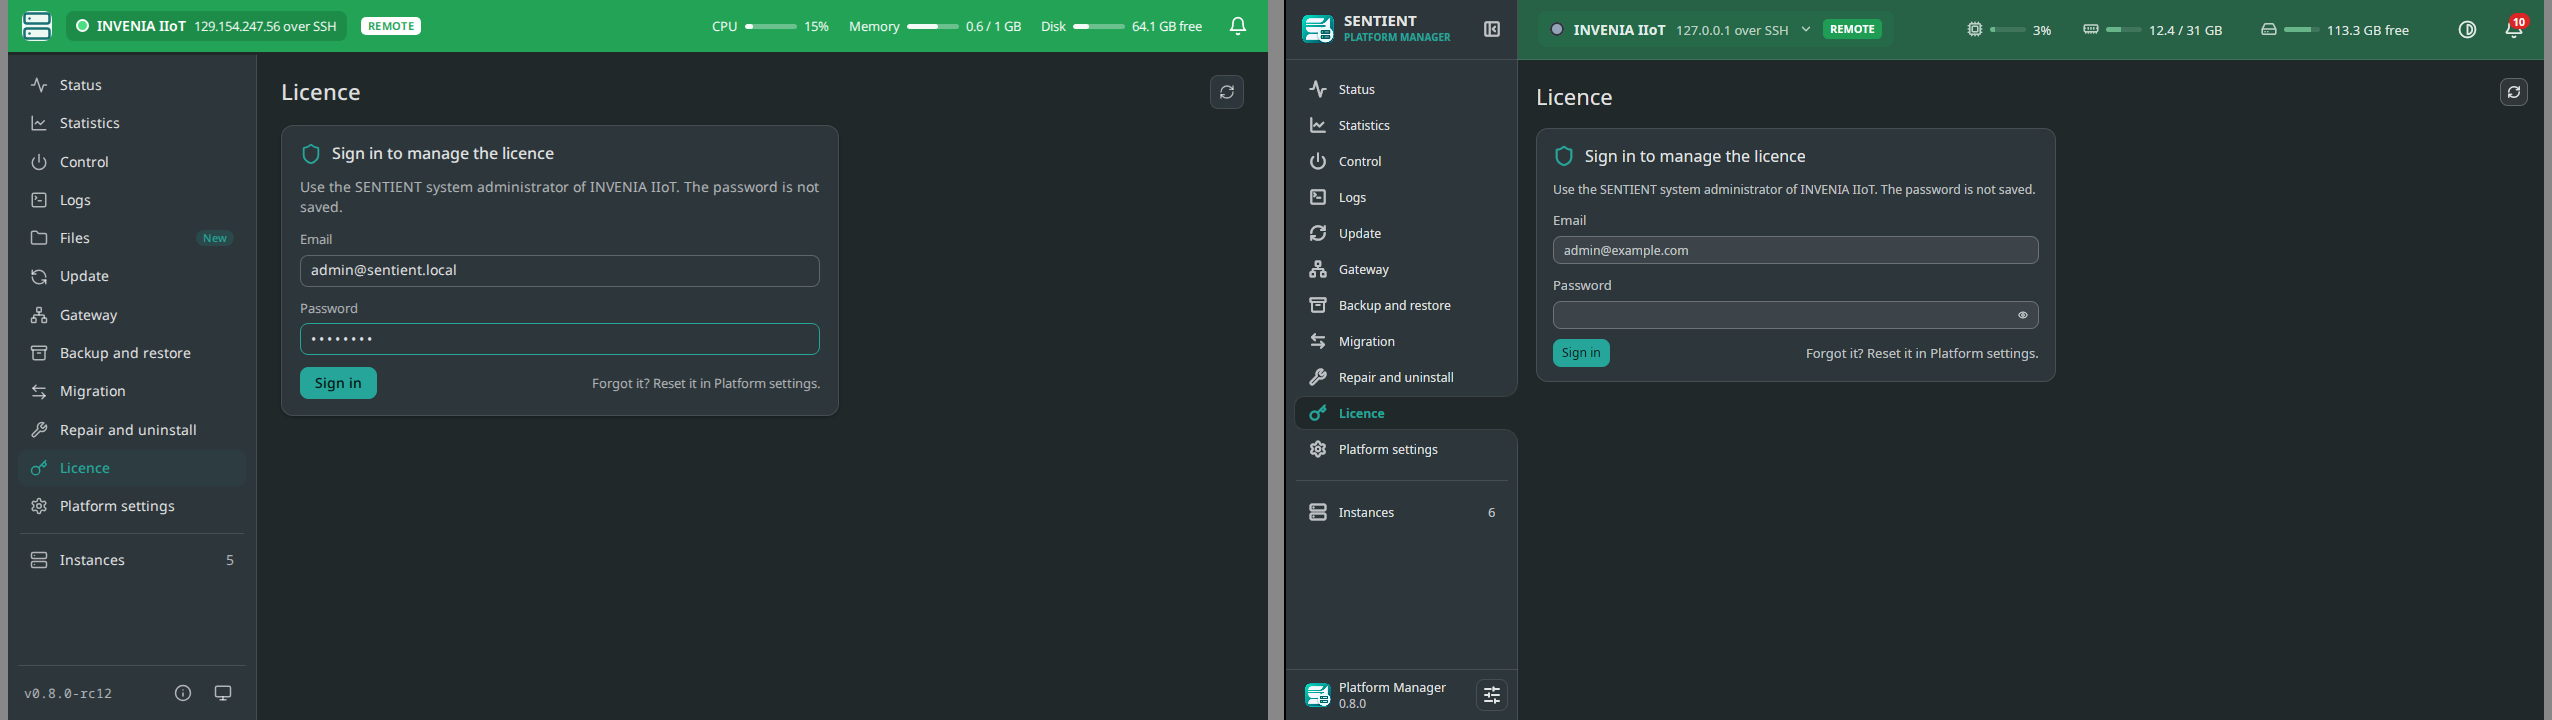 INVENIA IIoT 129.154.247.56 over SSH REMOTE CPU 15% Memory 0.6 / 1 GB Disk 64.1 GB free
Status
Statistics
Control
Logs
Files New
Update
Gateway
Backup and restore
Migration
Repair and uninstall
Licence
Platform settings
Instances 5
v0.8.0-rc12
Licence
Sign in to manage the licence
Use the SENTIENT system administrator of INVENIA IIoT. The password is not
saved.
Email
admin@sentient.local
Password
••••••••
Sign in Forgot it? Reset it in Platform settings.
SENTIENT
PLATFORM MANAGER
INVENIA IIoT 127.0.0.1 over SSH REMOTE 3% 12.4 / 31 GB 113.3 GB free 10
Status
Statistics
Control
Logs
Update
Gateway
Backup and restore
Migration
Repair and uninstall
Licence
Platform settings
Instances 6
Platform Manager
0.8.0
Licence
Sign in to manage the licence
Use the SENTIENT system administrator of INVENIA IIoT. The password is not saved.
Email
admin@example.com
Password
Sign in Forgot it? Reset it in Platform settings.